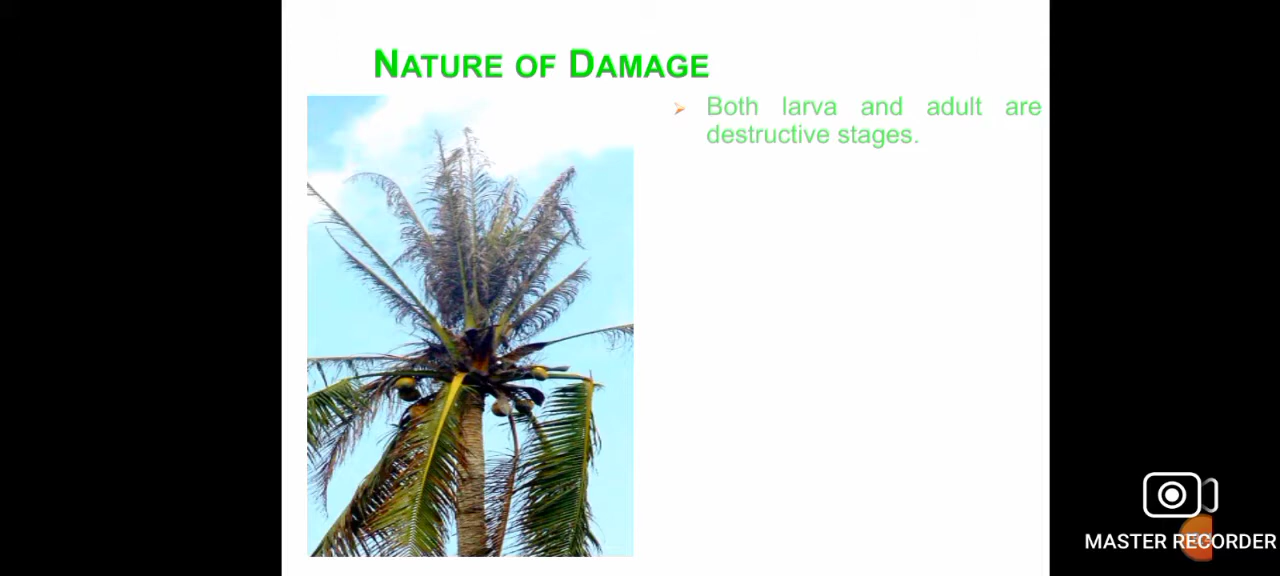 NATURE OF DAMAGE
Both larva and adult are
destructive stages.
MASTER RECORDER